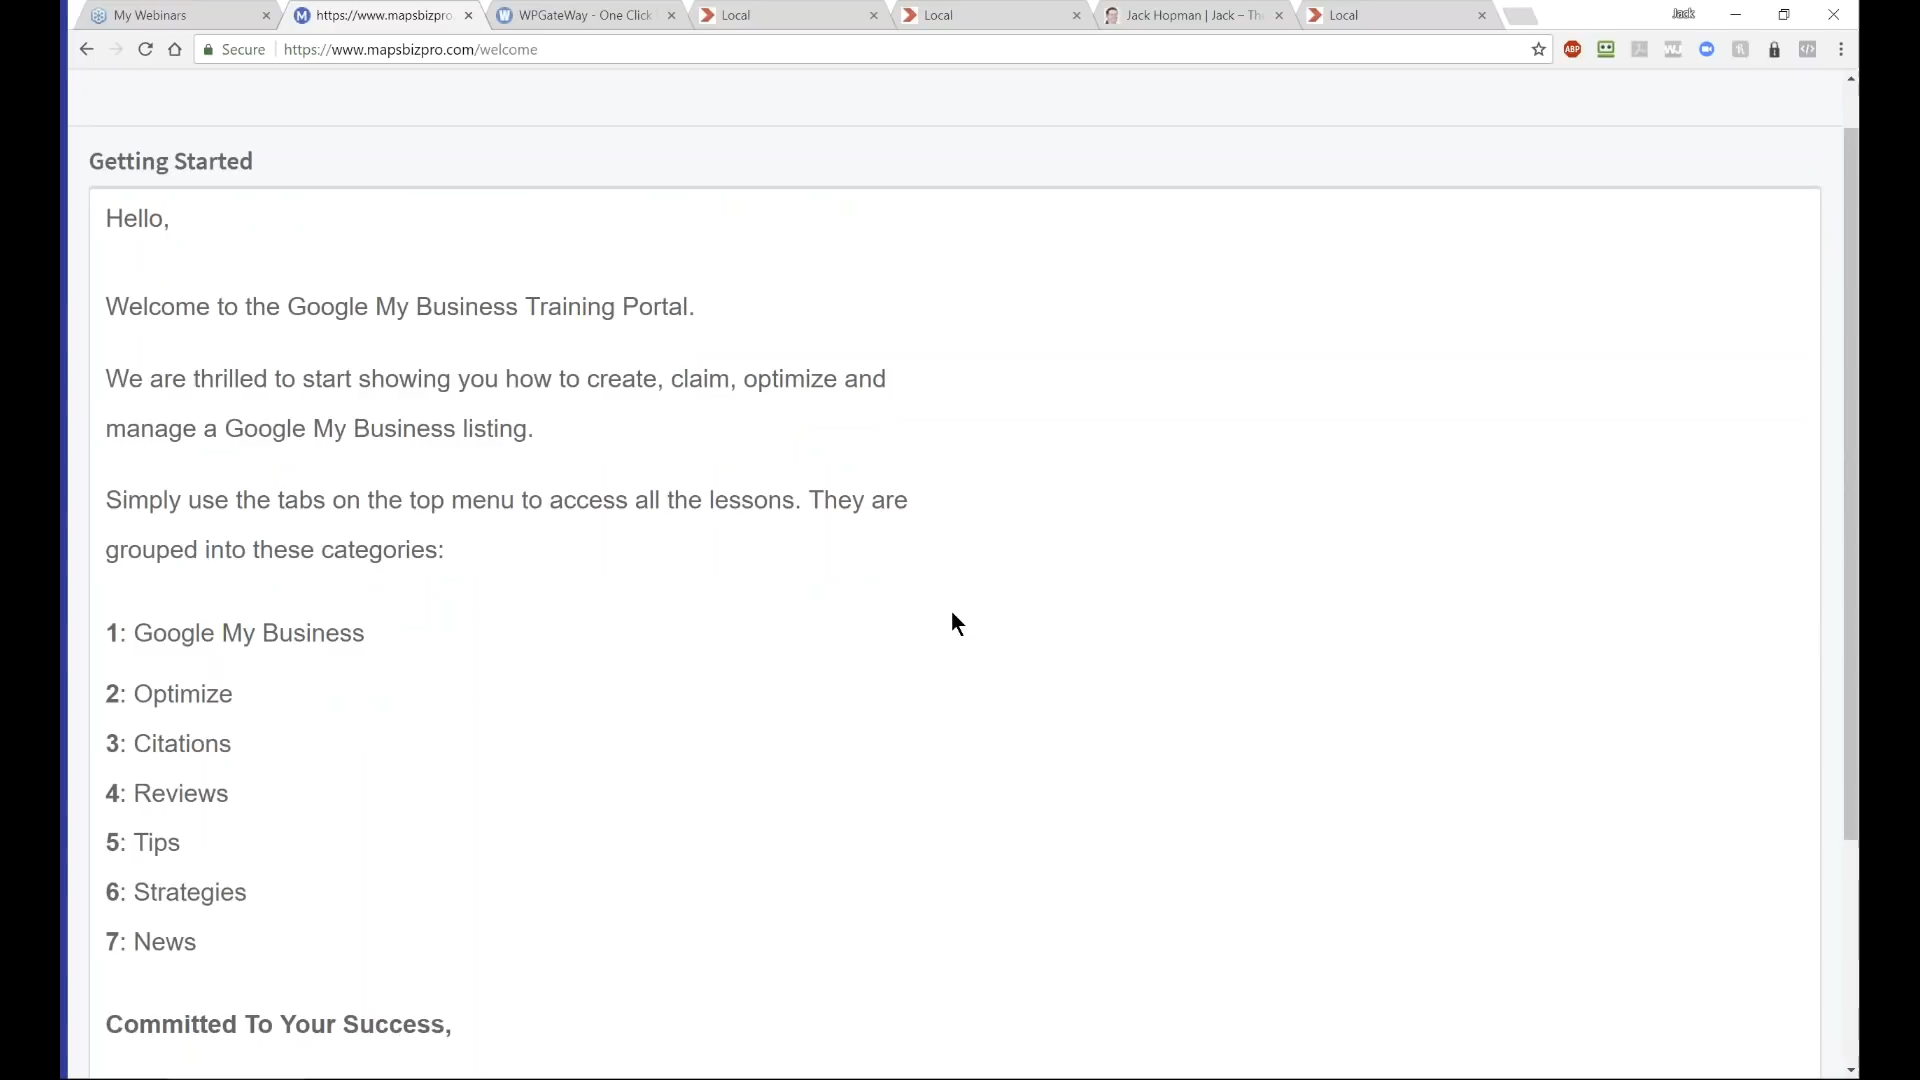 My Webinars
https://www.mapsbizpro.
WPGateWay - One Click
Local
Local
Jack Hopman | Jack – Th
Local
Jack
Secure
https://www.mapsbizpro.com/welcome
ABP
Getting Started
Hello,
Welcome to the Google My Business Training Portal.
We are thrilled to start showing you how to create, claim, optimize and
manage a Google My Business listing.
Simply use the tabs on the top menu to access all the lessons. They are
grouped into these categories:
1: Google My Business
2: Optimize
3: Citations
4: Reviews
5: Tips
6: Strategies
7: News
Committed To Your Success,